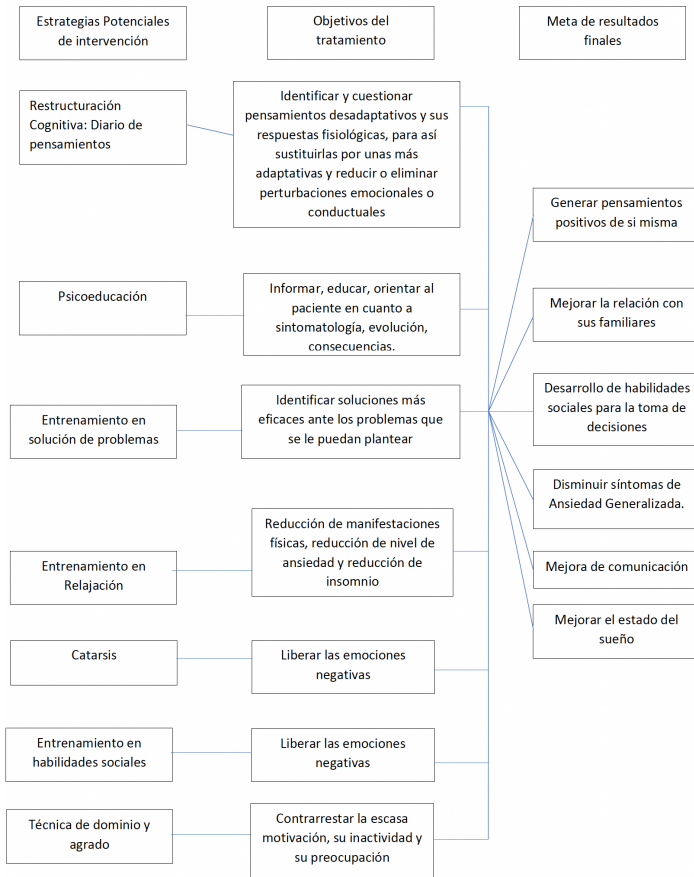 Estrategias Potenciales
de intervención
Objetivos del
tratamiento
Meta de resultados
finales
Restructuración
Cognitiva: Diario de
pensamientos
Identificar y cuestionar
pensamientos desadaptativos y sus
respuestas fisiológicas, para así
sustituirlas por unas más
adaptativas y reducir o eliminar
perturbaciones emocionales o
conductuales
Generar pensamientos
positivos de si misma
Psicoeducación
Informar, educar, orientar al
paciente en cuanto a
sintomatología, evolución,
consecuencias.
Mejorar la relación con
sus familiares
Entrenamiento en
solución de problemas
Identificar soluciones más
eficaces ante los problemas que
se le puedan plantear
Desarrollo de habilidades
sociales para la toma de
decisiones
Disminuir síntomas de
Ansiedad Generalizada.
Entrenamiento en
Relajación
Reducción de manifestaciones
físicas, reducción de nivel de
ansiedad y reducción de
insomnio
Mejora de comunicación
Mejorar el estado del
sueño
Catarsis
Liberar las emociones
negativas
Entrenamiento en
habilidades sociales
Liberar las emociones
negativas
Técnica de dominio y
agrado
Contrarrestar la escasa
motivación, su inactividad y
su preocupación